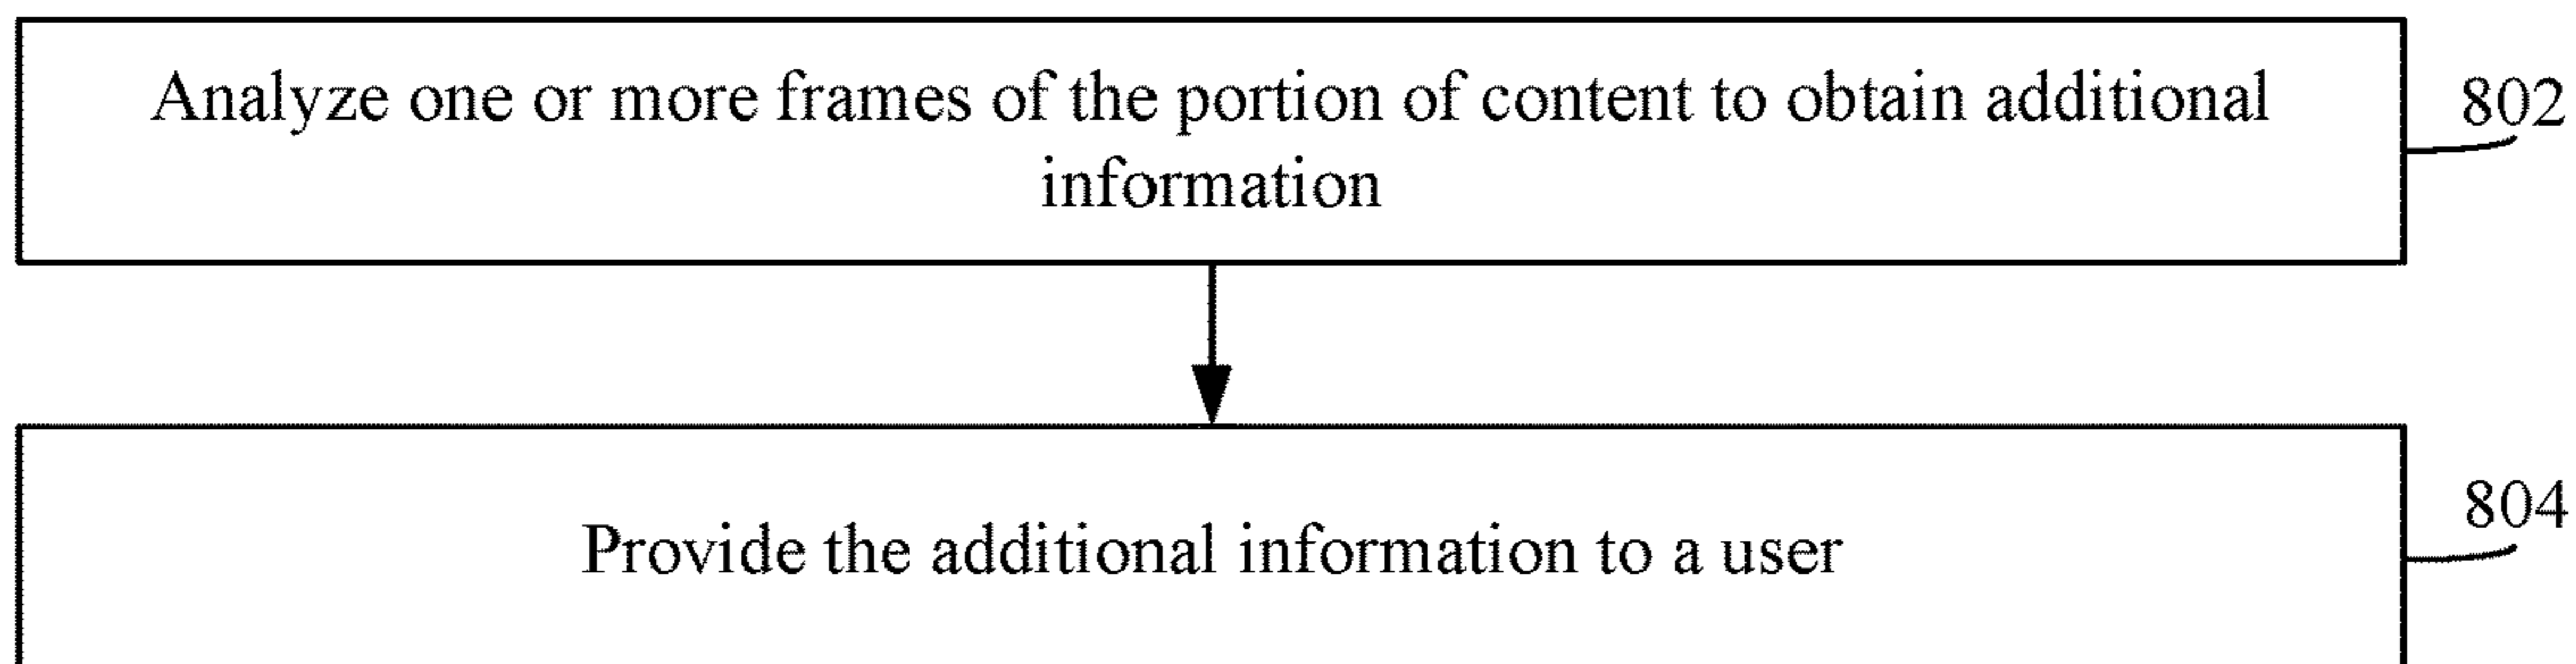 Analyze one or more frames of the portion of content to obtain additional
802
information
804
Provide the additional information to a user